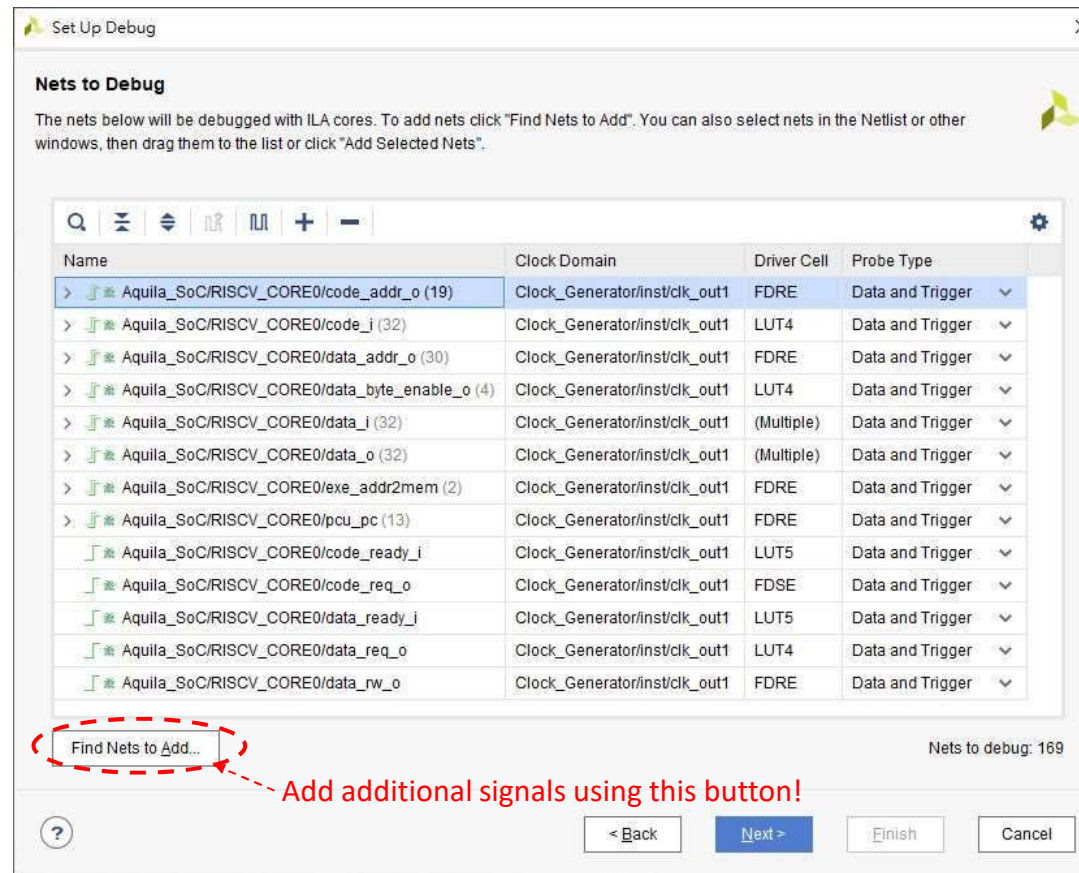 Set Up Debug
Nets to Debug
The nets below will be debugged with ILA cores. To add nets click "Find Nets to Add". You can also select nets in the Netlist or other
windows, then drag them to the list or click "Add Selected Nets".
Name Clock Domain Driver Cell Probe Type
Aquila_SoC/RISCV_CORE0/code_addr_o (19) Clock_Generator/inst/clk_out1 FDRE Data and Trigger
Aquila_SoC/RISCV_CORE0/code_i (32) Clock_Generator/inst/clk_out1 LUT4 Data and Trigger
Aquila_SoC/RISCV_CORE0/data_addr_o (30) Clock_Generator/inst/clk_out1 FDRE Data and Trigger
Aquila_SoC/RISCV_CORE0/data_byte_enable_o (4) Clock_Generator/inst/clk_out1 LUT4 Data and Trigger
Aquila_SoC/RISCV_CORE0/data_i (32) Clock_Generator/inst/clk_out1 (Multiple) Data and Trigger
Aquila_SoC/RISCV_CORE0/data_o (32) Clock_Generator/inst/clk_out1 (Multiple) Data and Trigger
Aquila_SoC/RISCV_CORE0/exe_addr2mem (2) Clock_Generator/inst/clk_out1 FDRE Data and Trigger
Aquila_SoC/RISCV_CORE0/pcu_pc (13) Clock_Generator/inst/clk_out1 FDRE Data and Trigger
Aquila_SoC/RISCV_CORE0/code_ready_i Clock_Generator/inst/clk_out1 LUT5 Data and Trigger
Aquila_SoC/RISCV_CORE0/code_req_o Clock_Generator/inst/clk_out1 FDSE Data and Trigger
Aquila_SoC/RISCV_CORE0/data_ready_i Clock_Generator/inst/clk_out1 LUT5 Data and Trigger
Aquila_SoC/RISCV_CORE0/data_req_o Clock_Generator/inst/clk_out1 LUT4 Data and Trigger
Aquila_SoC/RISCV_CORE0/data_rw_o Clock_Generator/inst/clk_out1 FDRE Data and Trigger
Find Nets to Add... Nets to debug: 169
Add additional signals using this button!
? < Back Next > Finish Cancel